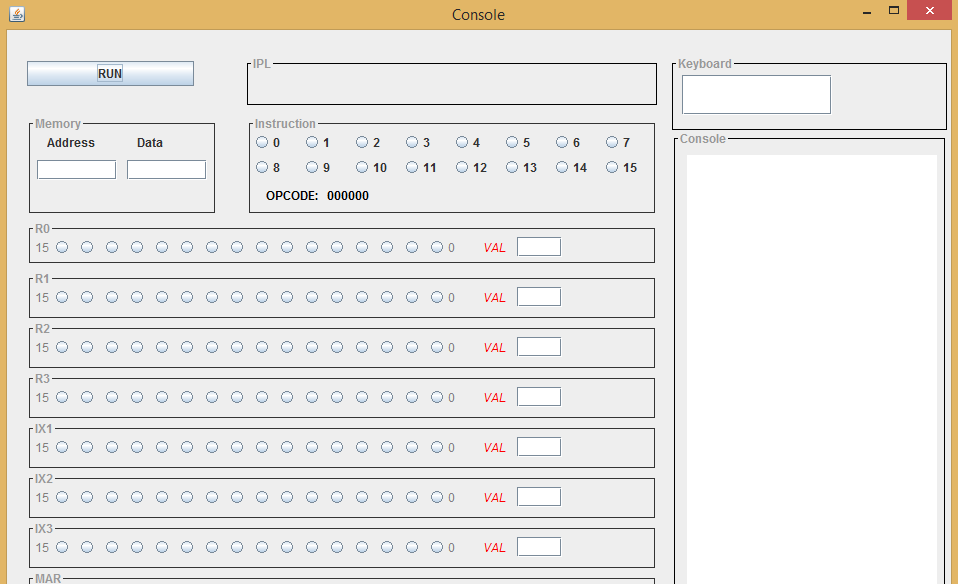 Console
RUN
IPL
Keyboard
Memory
Address Data
Instruction
0 1 2 3 4 5 6 7
8 9 10 11 12 13 14 15
OPCODE: 000000
Console
R0
15 0 VAL
R1
15 0 VAL
R2
15 0 VAL
R3
15 0 VAL
IX1
15 0 VAL
IX2
15 0 VAL
IX3
15 0 VAL
MAR